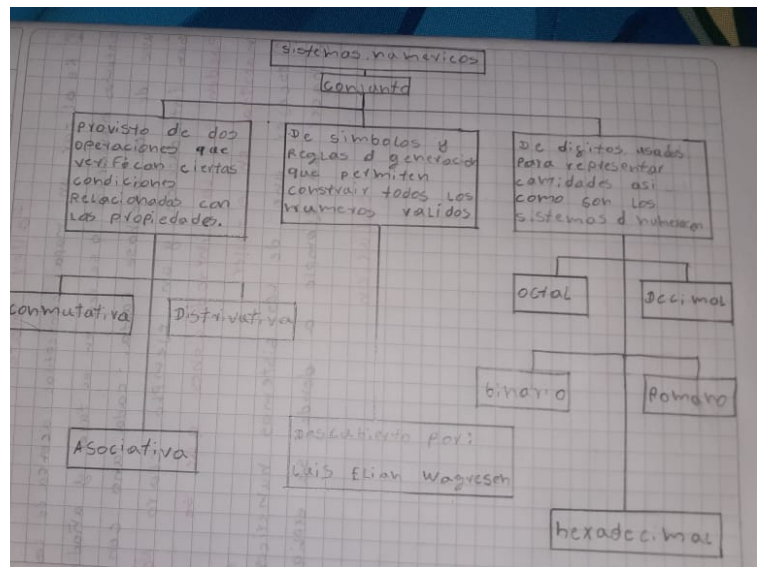 sistemas numericos
conjunto
provisto de dos
operaciones que
verifican ciertas
condiciones
Relacionadas con
Las propiedades.
De simbolos y
Reglas d generacion
que permiten
construir todos Los
numeros validos
De digitos usados
Para representar
cantidades asi
como son los
sistemas d numeracion
conmutativa
Distrivutiva
Asociativa
Descubierto por:
Luis Elian Wagresen
octal
Decimal
binario
Romano
hexadecimal